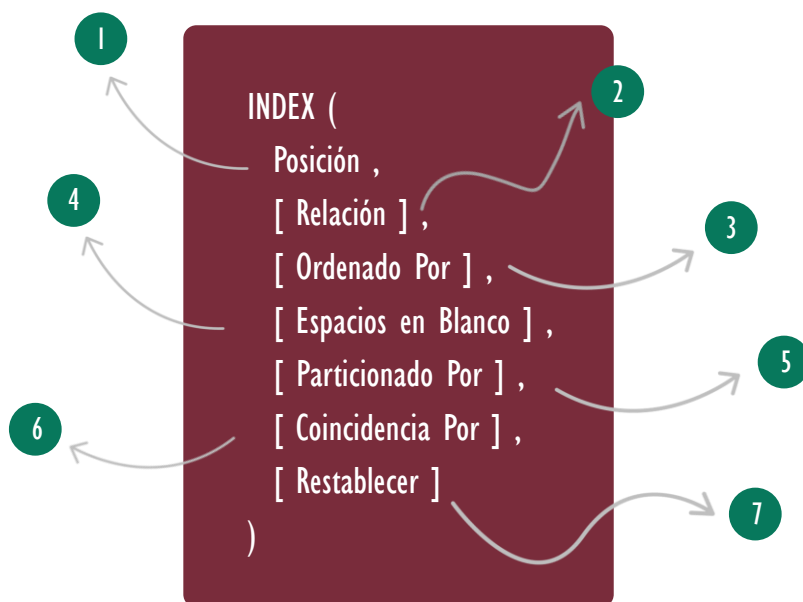 1
INDEX (
2
Posición ,
4
[ Relación ] ,
3
[ Ordenado Por ] ,
[ Espacios en Blanco ] ,
5
[ Particionado Por ] ,
6
[ Coincidencia Por ] ,
[ Restablecer ]
7
)